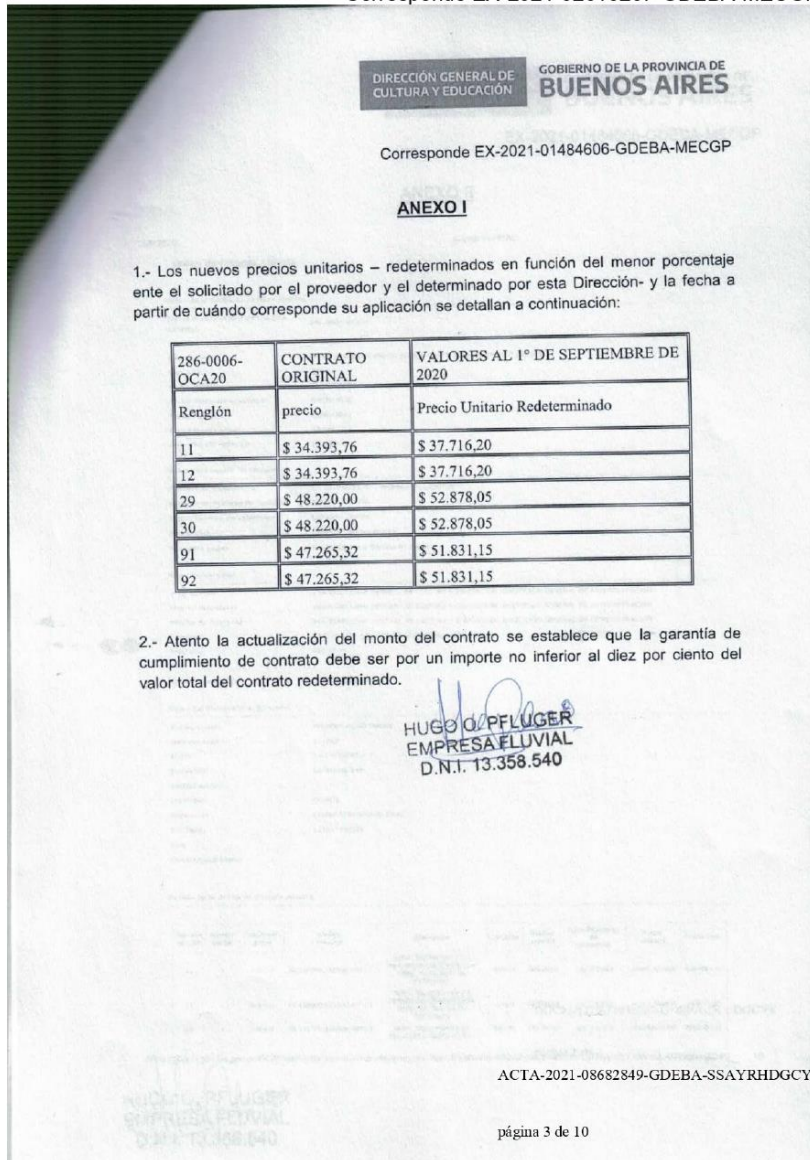 DIRECCIÓN GENERAL DE
CULTURA Y EDUCACIÓN
GOBIERNO DE LA PROVINCIA DE
BUENOS AIRES
Corresponde EX-2021-01484606-GDEBA-MECGP
ANEXO I
1.- Los nuevos precios unitarios – redeterminados en función del menor porcentaje
ente el solicitado por el proveedor y el determinado por esta Dirección- y la fecha a
partir de cuándo corresponde su aplicación se detallan a continuación:
286-0006-
OCA20
CONTRATO
ORIGINAL
VALORES AL 1º DE SEPTIEMBRE DE
2020
Renglón precio Precio Unitario Redeterminado
11 $ 34.393,76 $ 37.716,20
12 $ 34.393,76 $ 37.716,20
29 $ 48.220,00 $ 52.878,05
30 $ 48.220,00 $ 52.878,05
91 $ 47.265,32 $ 51.831,15
92 $ 47.265,32 $ 51.831,15
2.- Atento la actualización del monto del contrato se establece que la garantía de
cumplimiento de contrato debe ser por un importe no inferior al diez por ciento del
valor total del contrato redeterminado.
HUGO O. PFLUGER
EMPRESA FLUVIAL
D.N.I. 13.358.540
ACTA-2021-08682849-GDEBA-SSAYRHDGCY
página 3 de 10